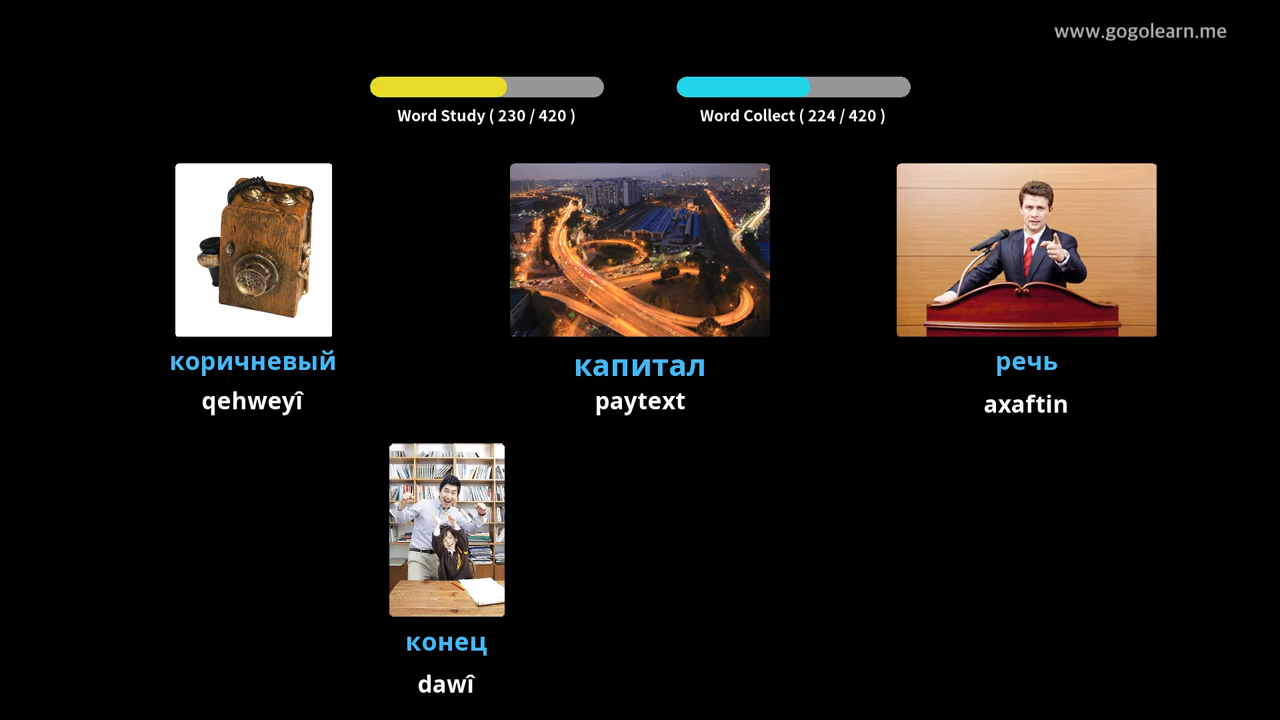 www.gogolearn.me
Word Study ( 230 / 420 )
Word Collect ( 224 / 420 )
коричневый
qehweyî
капитал
paytext
речь
axaftin
конец
dawî